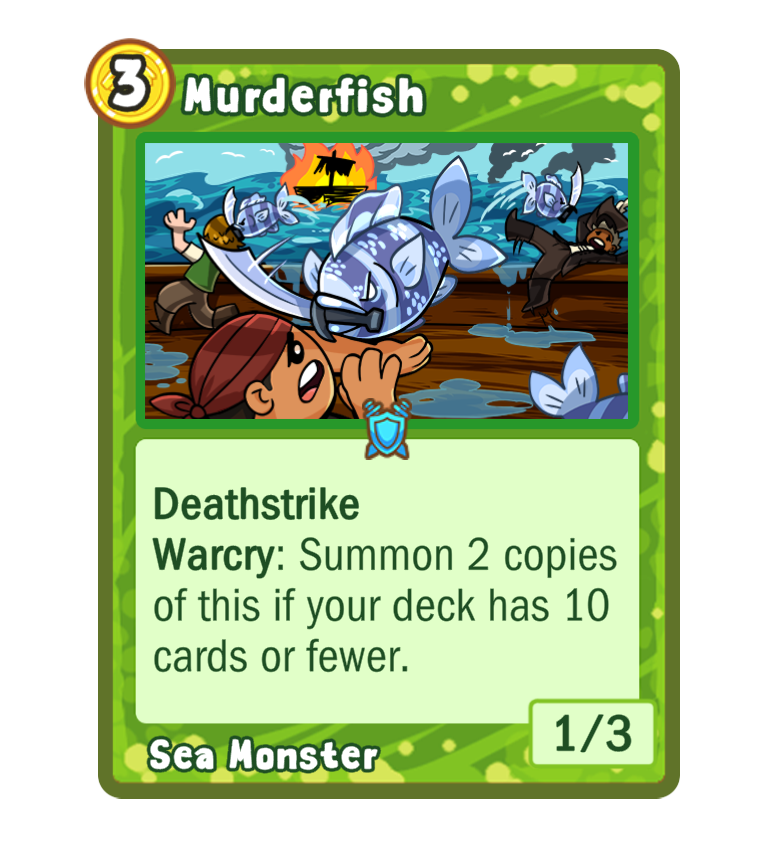 3
Murderfish
Deathstrike
Warcry: Summon 2 copies
of this if your deck has 10
cards or fewer.
1/3
Sea Monster